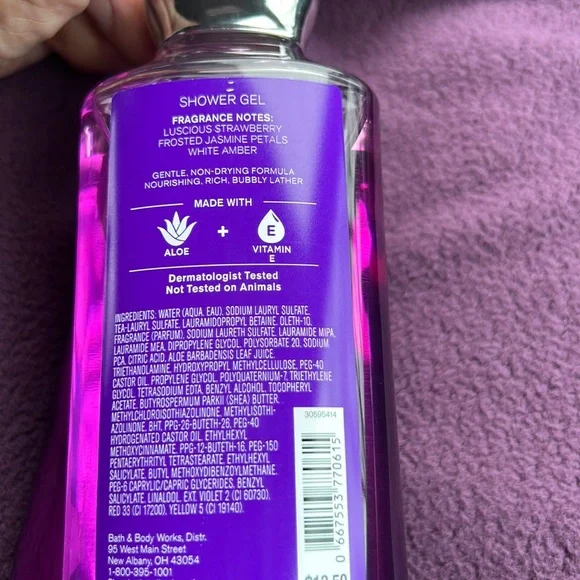 SHOWER GEL
FRAGRANCE NOTES:
LUSCIOUS STRAWBERRY
FROSTED JASMINE PETALS
WHITE AMBER
GENTLE, NON-DRYING FORMULA
NOURISHING, RICH, BUBBLY LATHER
MADE WITH
ALOE
+
E
VITAMIN
E
Dermatologist Tested
Not Tested on Animals
INGREDIENTS: WATER (AQUA, EAU), SODIUM LAURYL SULFATE,
TEA-LAURYL SULFATE, LAURAMIDOPROPYL BETAINE, OLETH-10,
FRAGRANCE (PARFUM), SODIUM LAURETH SULFATE, LAURAMIDE MIPA,
LAURAMIDE MEA, DIPROPYLENE GLYCOL, POLYSORBATE 20, SODIUM
PCA, CITRIC ACID, ALOE BARBADENSIS LEAF JUICE,
TRIETHANOLAMINE, HYDROXYPROPYL METHYLCELLULOSE, PEG-40
CASTOR OIL, PROPYLENE GLYCOL, POLYQUATERNIUM-7, TRIETHYLENE
GLYCOL, TETRASODIUM EDTA, BENZYL ALCOHOL, TOCOPHERYL
ACETATE, BUTYROSPERMUM PARKII (SHEA) BUTTER,
METHYLCHLOROISOTHIAZOLINONE, METHYLISOTHI-
AZOLINONE, BHT, PPG-26-BUTETH-26, PEG-40
HYDROGENATED CASTOR OIL, ETHYLHEXYL
METHOXYCINNAMATE, PPG-12-BUTETH-16, PEG-150
PENTAERYTHRITYL TETRASTEARATE, ETHYLHEXYL
SALICYLATE, BUTYL METHOXYDIBENZOYLMETHANE,
PEG-6 CAPRYLIC/CAPRIC GLYCERIDES, BENZYL
SALICYLATE, LINALOOL, EXT. VIOLET 2 (CI 60730),
RED 33 (CI 17200), YELLOW 5 (CI 19140).
30595414
0 667553 770615
Bath & Body Works, Distr.
95 West Main Street
New Albany, OH 43054
1-800-395-1001